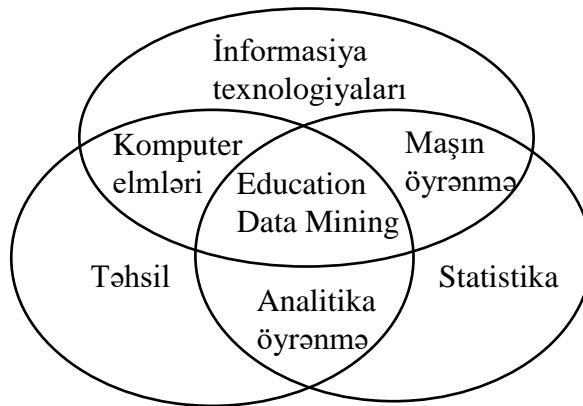 İnformasiya
texnologiyaları
Komputer
elmləri
Maşın
öyrənmə
Education
Data Mining
Təhsil
Statistika
Analitika
öyrənmə